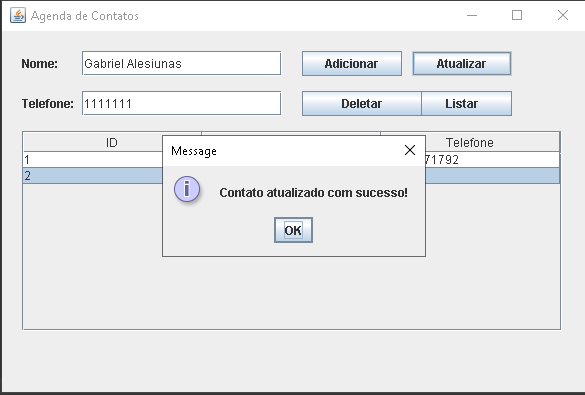 Agenda de Contatos
Nome: Gabriel Alesiunas Adicionar Atualizar
Telefone: 1111111 Deletar Listar
ID Telefone
1 71792
2
Message
Contato atualizado com sucesso!
OK